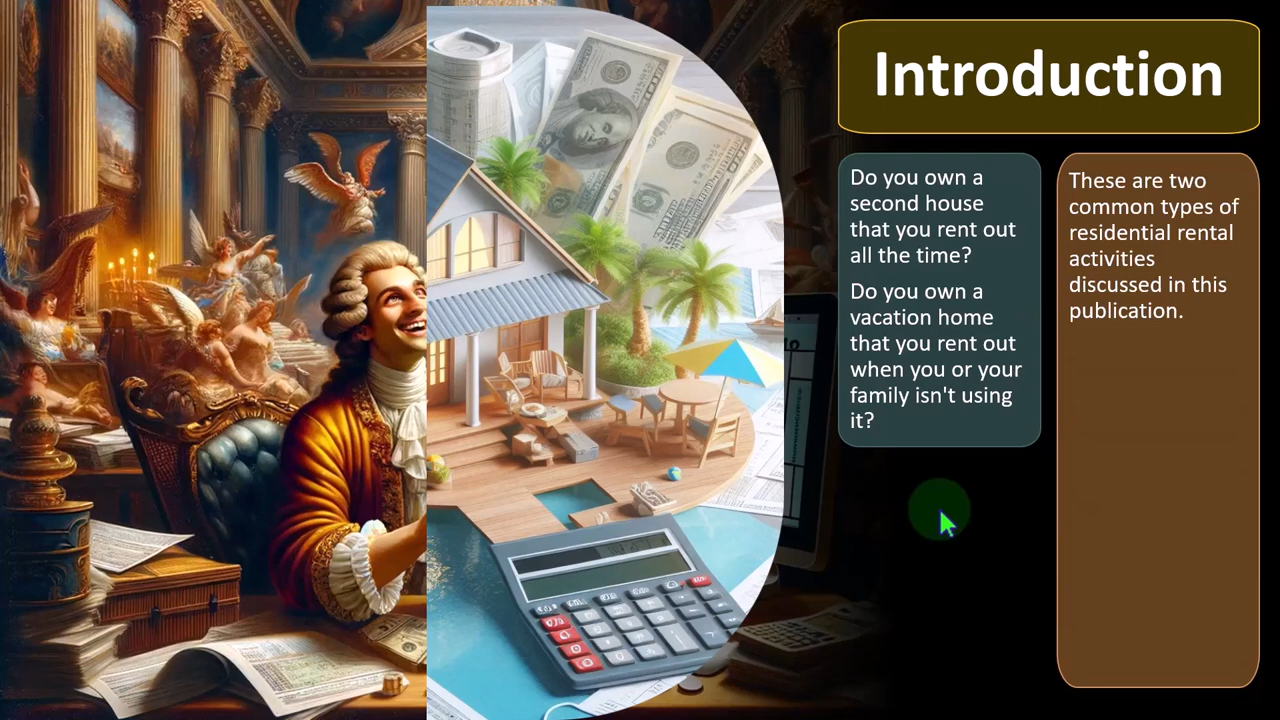 Introduction
Do you own a
second house
that you rent out
all the time?
Do you own a
vacation home
that you rent out
when you or your
family isn't using
it?
These are two
common types of
residential rental
activities
discussed in this
publication.